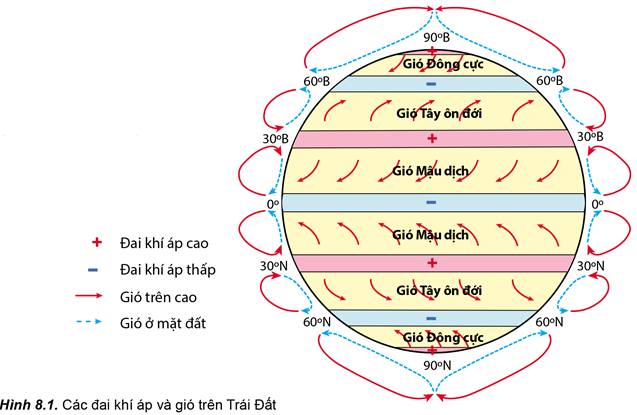 90ºB
+
Gió Đông cực
60ºB
60ºB
-
Gió Tây ôn đới
30ºB
30ºB
+
Gió Mậu dịch
0º
0º
-
Gió Mậu dịch
30ºN
30ºN
+
Gió Tây ôn đới
60ºN
60ºN
-
Gió Đông cực
+
90ºN
+ Đai khí áp cao
- Đai khí áp thấp
Gió trên cao
Gió ở mặt đất
Hình 8.1. Các đai khí áp và gió trên Trái Đất